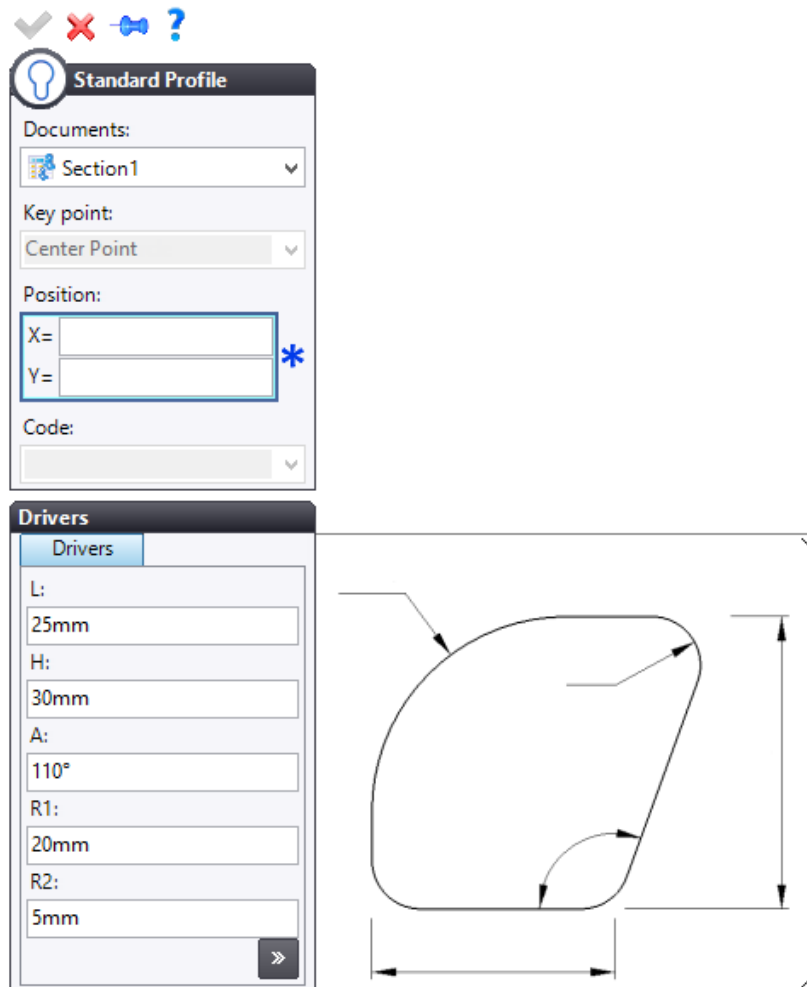 ?
Standard Profile
Documents:
Section1
Key point:
Center Point
Position:
X=
*
Y=
Code:
Drivers
Drivers
L:
25mm
H:
30mm
A:
110°
R1:
20mm
R2:
5mm
»